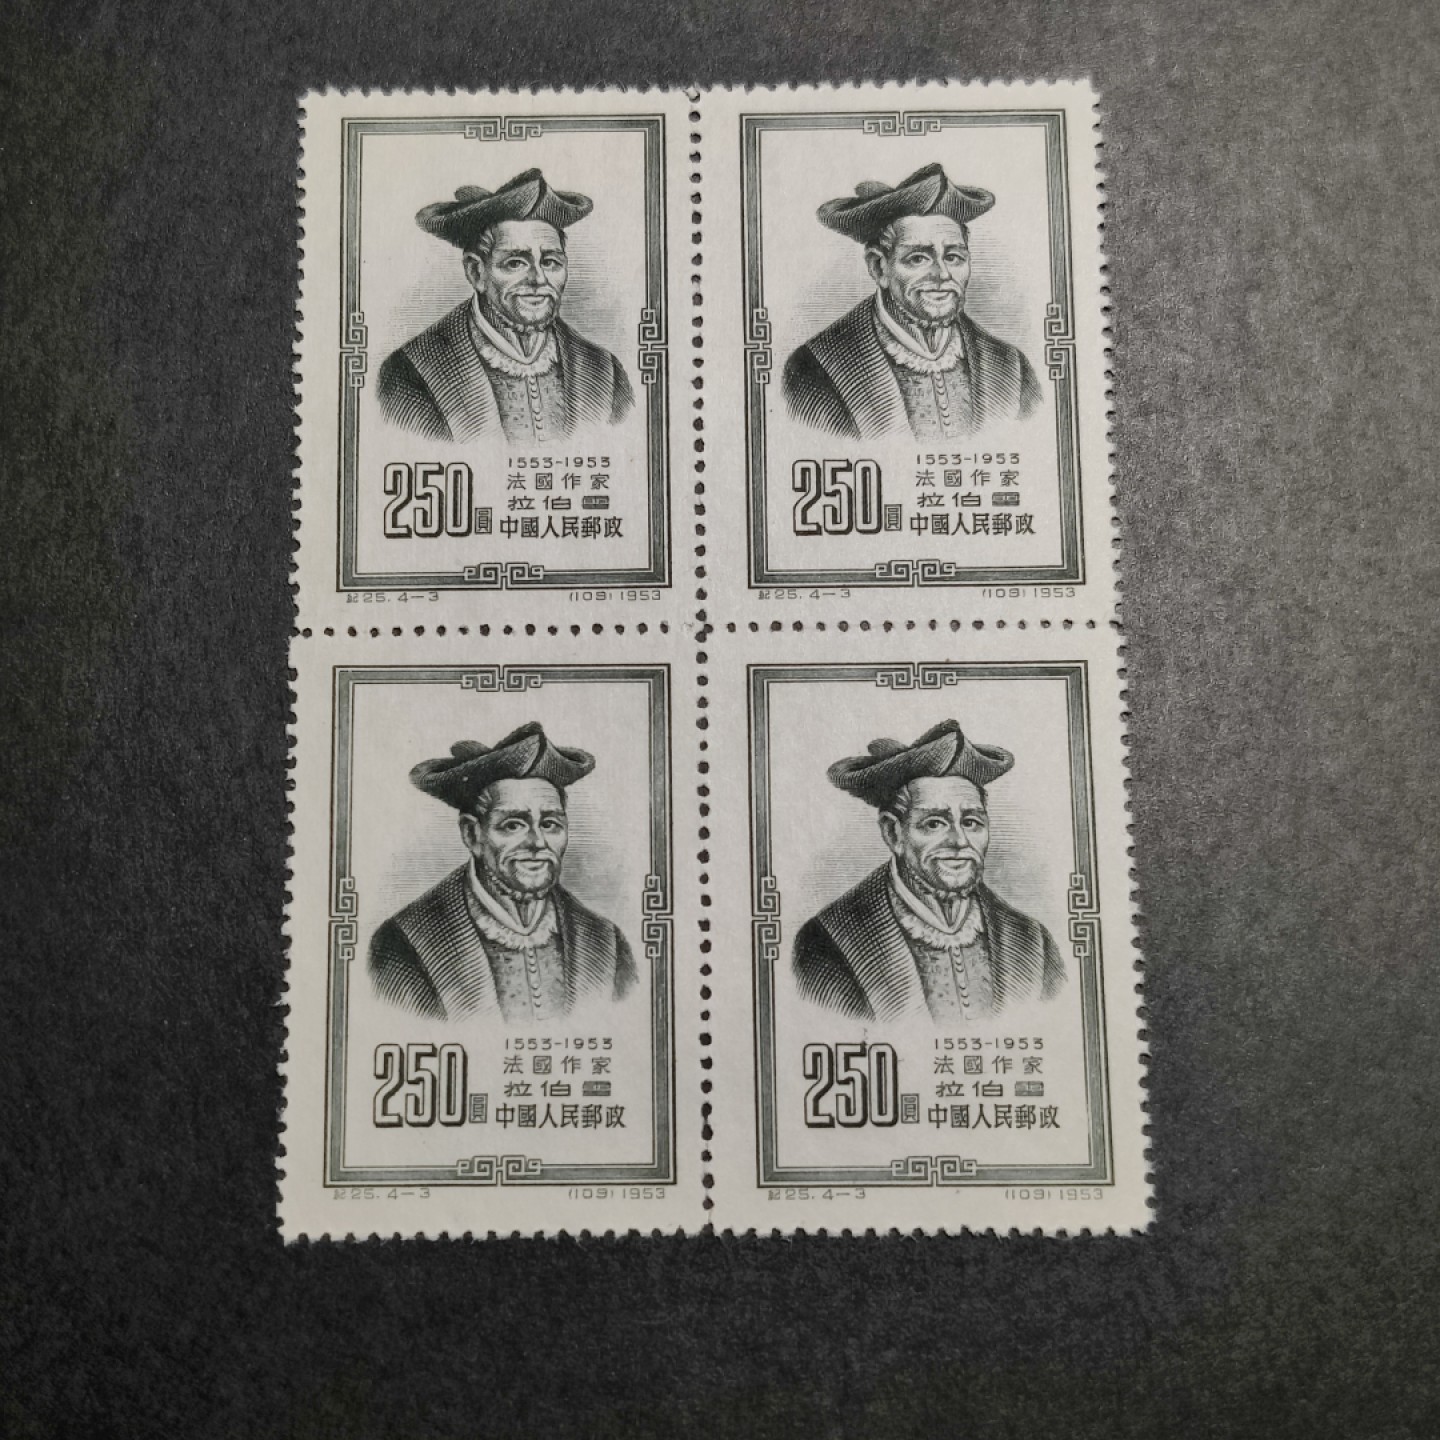 1553-1953
法國作家
拉伯雷
250圓 中國人民郵政
紀25.4-3 (109) 1953
1553-1953
法國作家
拉伯雷
250圓 中國人民郵政
紀25.4-3 (109) 1953
1553-1953
法國作家
拉伯雷
250圓 中國人民郵政
紀25.4-3 (109) 1953
1553-1953
法國作家
拉伯雷
250圓 中國人民郵政
紀25.4-3 (109) 1953